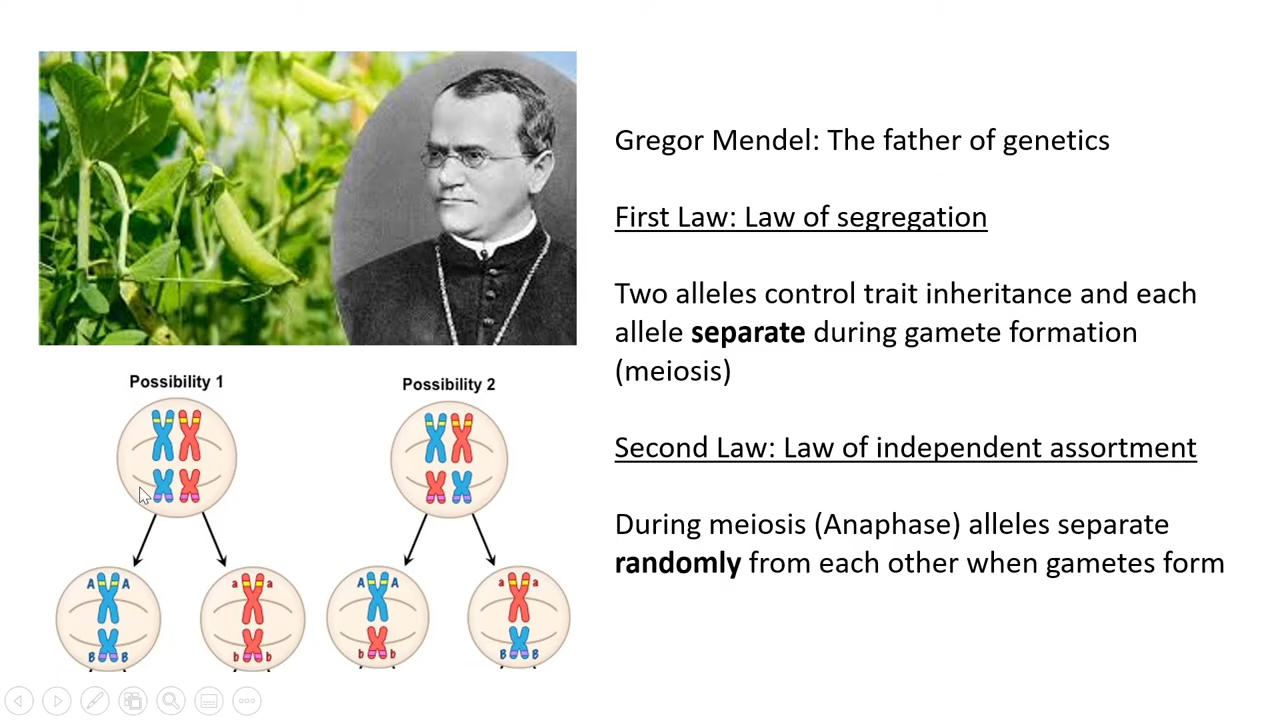 Gregor Mendel: The father of genetics
First Law: Law of segregation
Two alleles control trait inheritance and each
allele separate during gamete formation
(meiosis)
Second Law: Law of independent assortment
During meiosis (Anaphase) alleles separate
randomly from each other when gametes form
Possibility 1
Possibility 2
A A
a a
A A
a a
B B
b b
b b
B B